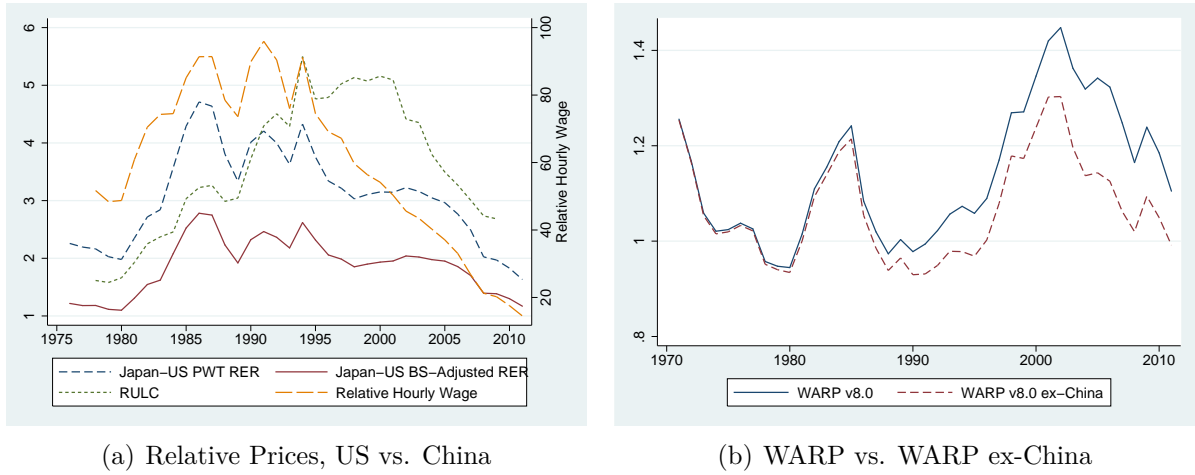 6
5
4
3
2
1
100
80
60
40
20
Relative Hourly Wage
1975 1980 1985 1990 1995 2000 2005 2010
Japan−US PWT RER Japan−US BS−Adjusted RER
RULC Relative Hourly Wage
(a) Relative Prices, US vs. China
1.4
1.2
1
.8
1970 1980 1990 2000 2010
WARP v8.0 WARP v8.0 ex−China
(b) WARP vs. WARP ex-China